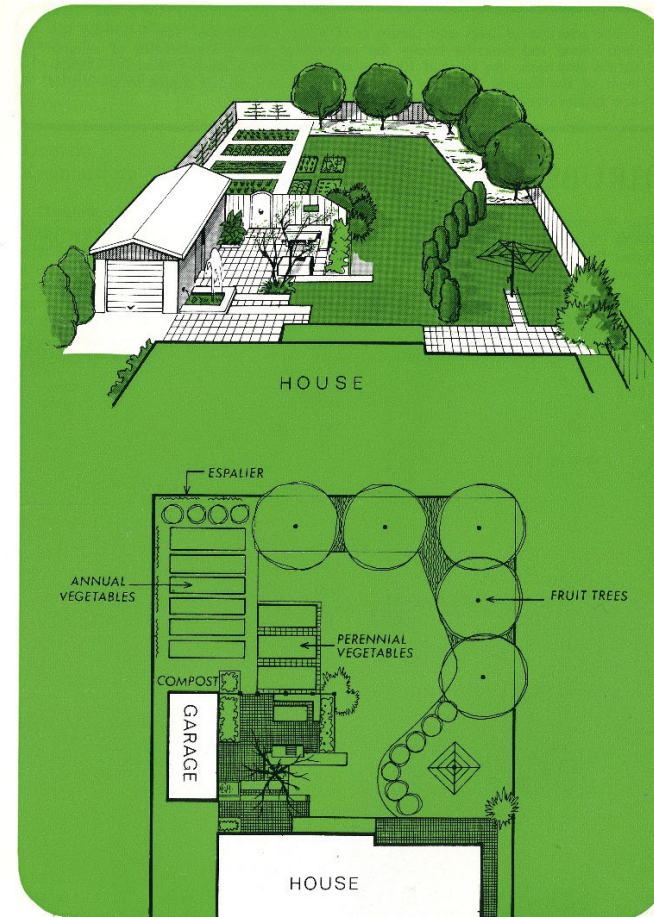 HOUSE
ESPALIER
ANNUAL
VEGETABLES
FRUIT TREES
PERENNIAL
VEGETABLES
COMPOST
GARAGE
HOUSE